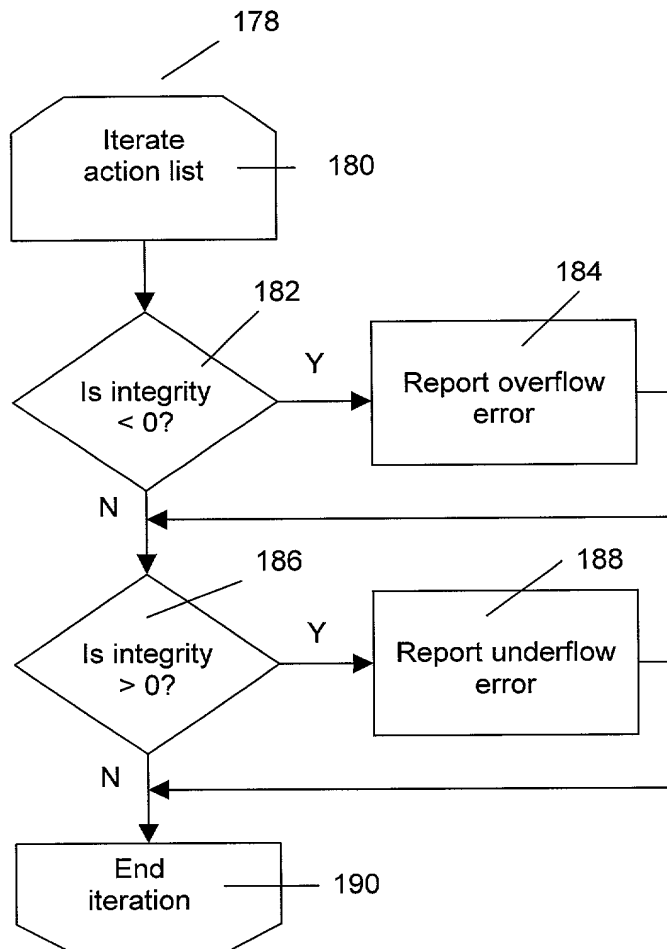 178
Iterate
action list
180
182
184
Is integrity
< 0?
Y
Report overflow
error
N
186
188
Is integrity
> 0?
Y
Report underflow
error
N
End
iteration
190